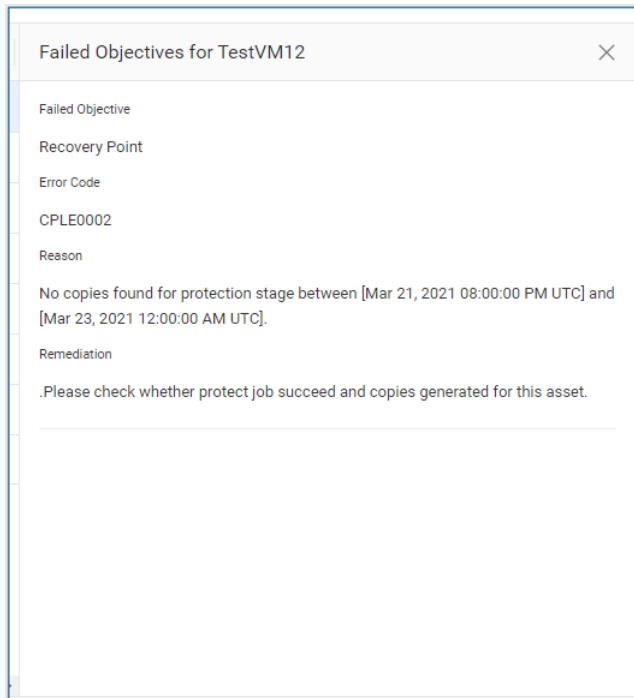 Failed Objectives for TestVM12
Failed Objective
Recovery Point
Error Code
CPLE0002
Reason
No copies found for protection stage between [Mar 21, 2021 08:00:00 PM UTC] and
[Mar 23, 2021 12:00:00 AM UTC].
Remediation
.Please check whether protect job succeed and copies generated for this asset.